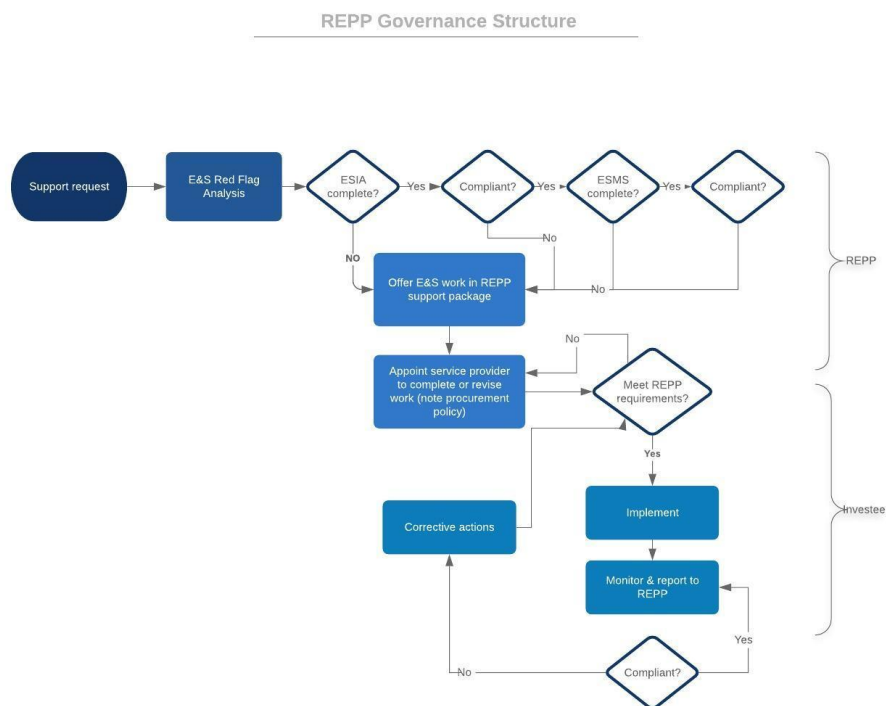 REPP Governance Structure
Support request
E&S Red Flag
Analysis
ESIA
complete?
Yes
Compliant?
Yes
ESMS
complete?
Yes
Compliant?
No
NO
REPP
Offer E&S work in REPP
support package
No
No
Appoint service provider
to complete or revise
work (note procurement
policy)
Meet REPP
requirements?
Yes
Corrective actions
Implement
Investee
Monitor & report to
REPP
Yes
No
Compliant?